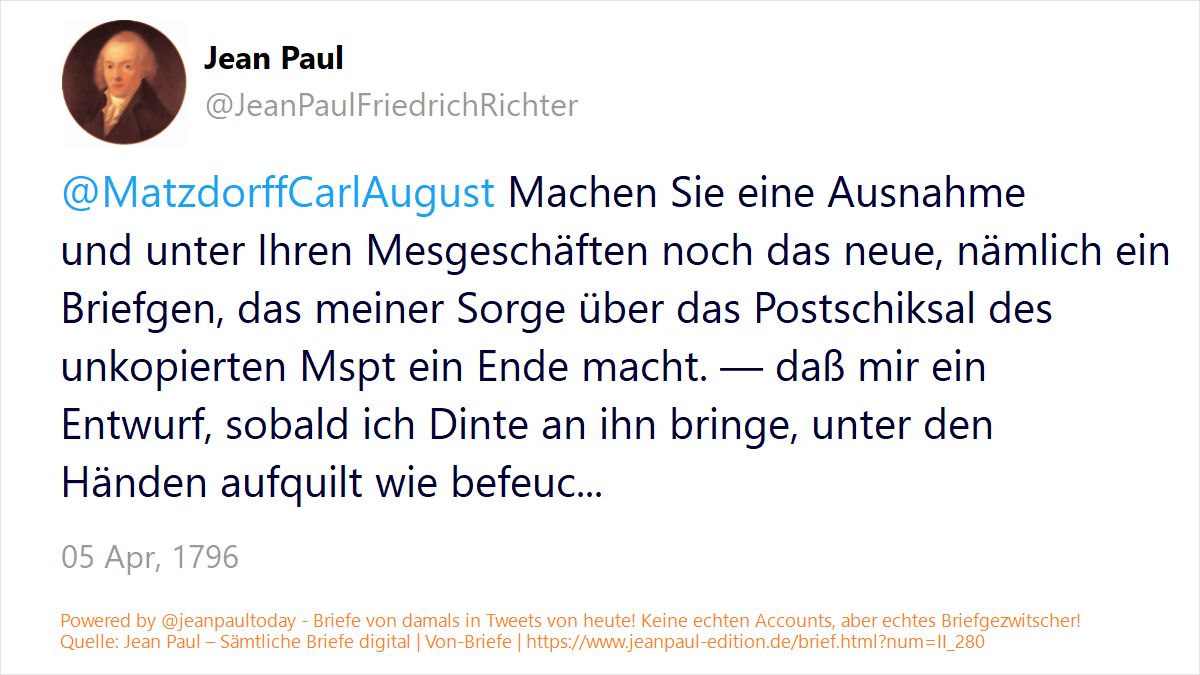 Jean Paul
@JeanPaulFriedrichRichter
@MatzdorffCarlAugust Machen Sie eine Ausnahme
und unter Ihren Mesgeschäften noch das neue, nämlich ein
Briefgen, das meiner Sorge über das Postschiksal des
unkopierten Mspt ein Ende macht. — daß mir ein
Entwurf, sobald ich Dinte an ihn bringe, unter den
Händen aufquilt wie befeuc...
05 Apr, 1796
Powered by @jeanpaultoday - Briefe von damals in Tweets von heute! Keine echten Accounts, aber echtes Briefgezwitscher!
Quelle: Jean Paul – Sämtliche Briefe digital | Von-Briefe | https://www.jeanpaul-edition.de/brief.html?num=II_280